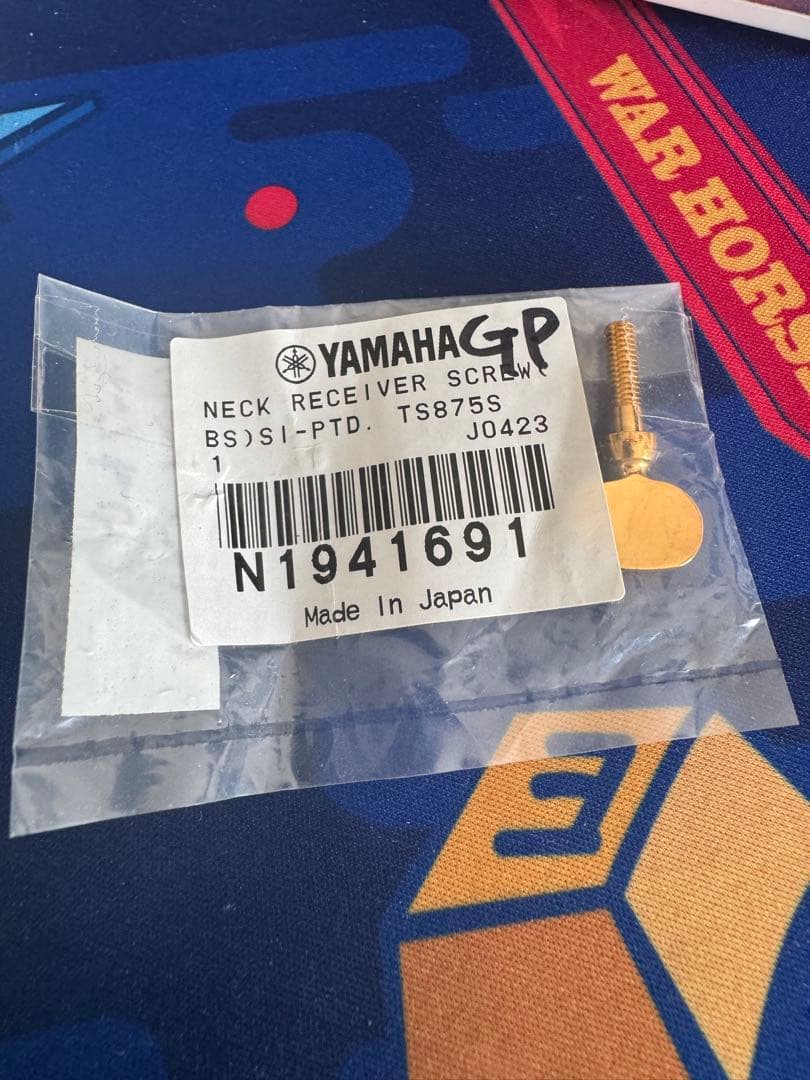 WAR HORS
YAMAHA GP
NECK RECEIVER SCREW(
BS)SI-PTD. TS875S
J0423
1
N1941691
Made In Japan
E